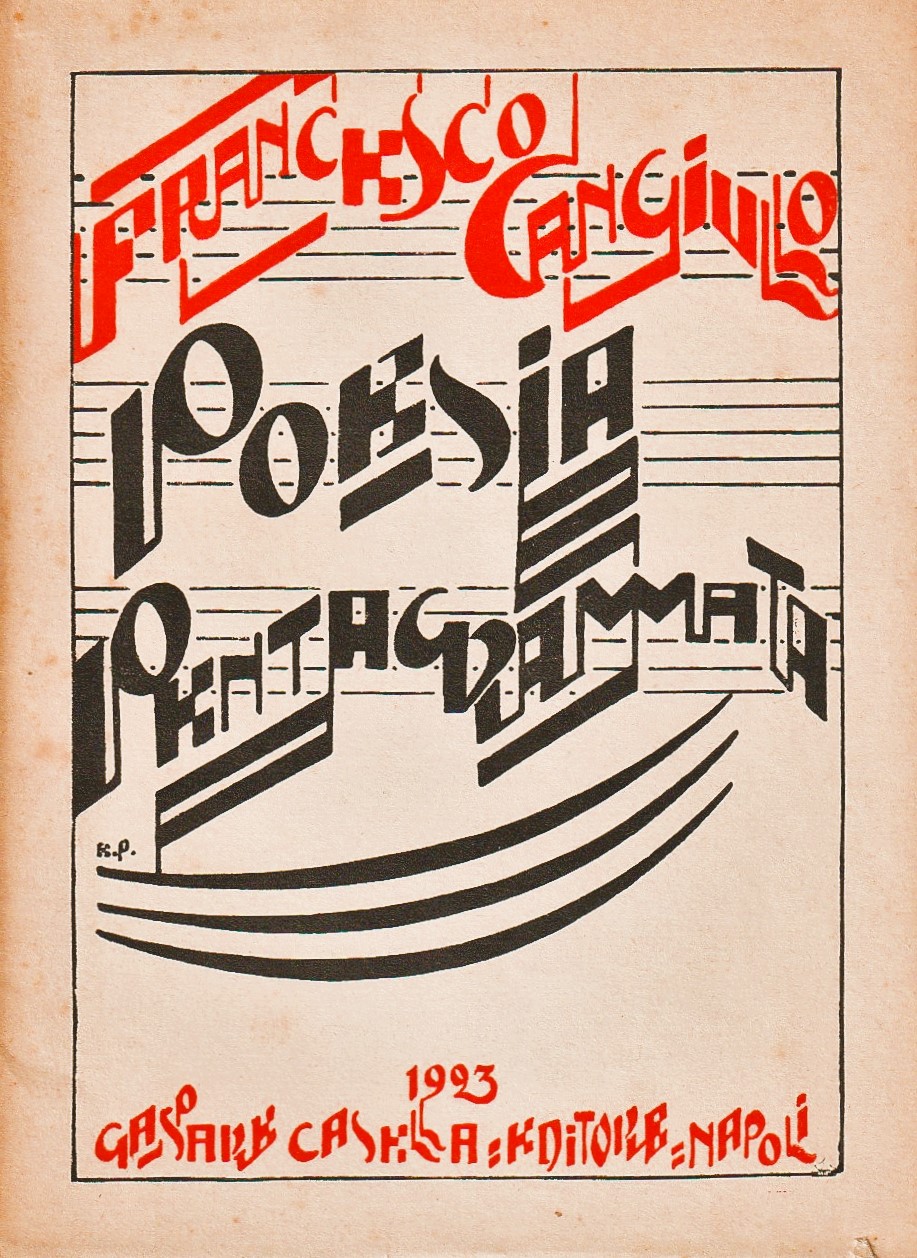 FRANCESCO
CANGIULLO
POESIA
PENTAGRAMMATA
K.P.
1923
GASPARE CASELLA = EDITORE = NAPOLI